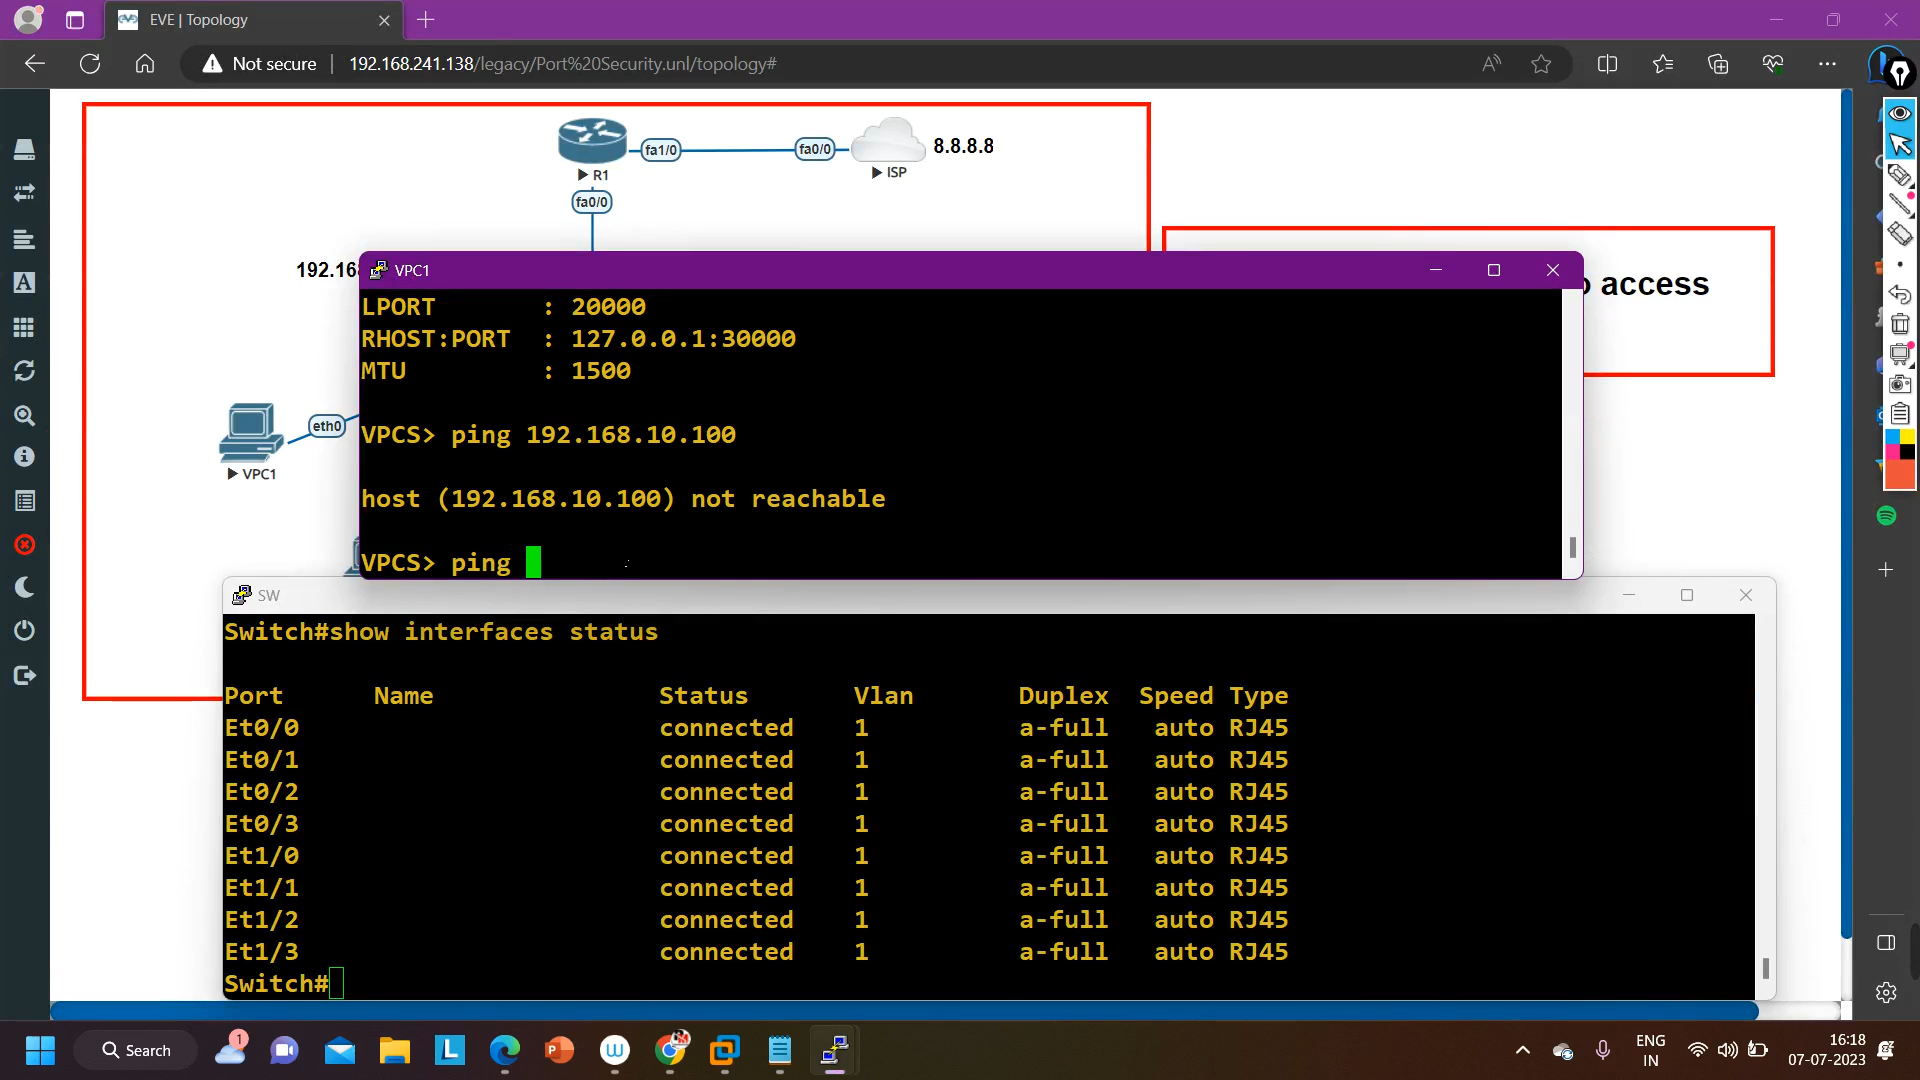 EVE | Topology
Not secure
192.168.241.138/legacy/Port%20Security.unl/topology#
R1
fa1/0
fa0/0
ISP
8.8.8.8
fa0/0
192.16
access
VPC1
LPORT : 20000
RHOST:PORT : 127.0.0.1:30000
MTU : 1500
VPCS> ping 192.168.10.100
host (192.168.10.100) not reachable
VPCS> ping
eth0
VPC1
SW
Switch#show interfaces status
Port Name Status Vlan Duplex Speed Type
Et0/0 connected 1 a-full auto RJ45
Et0/1 connected 1 a-full auto RJ45
Et0/2 connected 1 a-full auto RJ45
Et0/3 connected 1 a-full auto RJ45
Et1/0 connected 1 a-full auto RJ45
Et1/1 connected 1 a-full auto RJ45
Et1/2 connected 1 a-full auto RJ45
Et1/3 connected 1 a-full auto RJ45
Switch#
Search
1
ENG
IN
16:18
07-07-2023